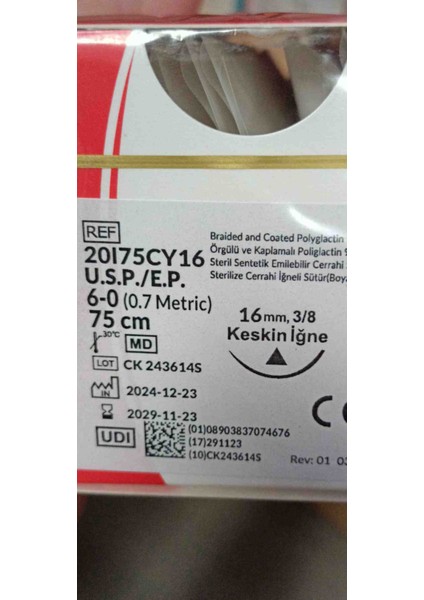 REF
20I75CY16
U.S.P./E.P.
6-0 (0.7 Metric)
75 cm
30°C
MD
LOT CK 243614S
IN 2024-12-23
2029-11-23
UDI
(01)08903837074676
(17)291123
(10)CK243614S
Braided and Coated Polyglactin
Örgülü ve Kaplamalı Poliglactin
Steril Sentetik Emilebilir Cerrahi
Sterilize Cerrahi İğneli Sütür(Boya
16mm, 3/8
Keskin İğne
CE
Rev: 01